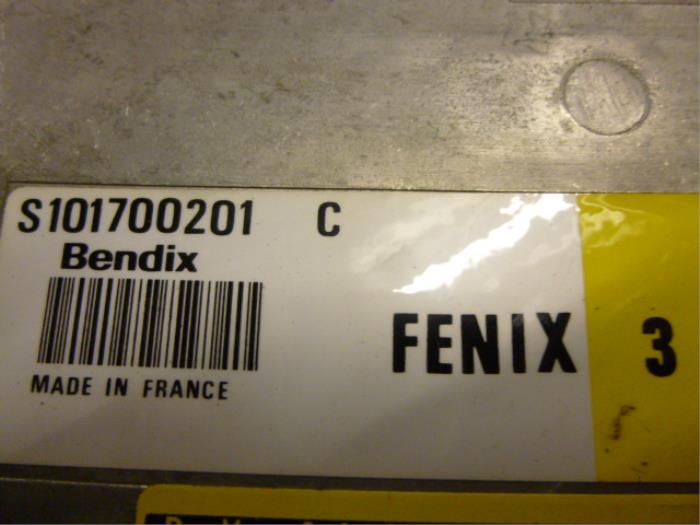 S101700201 C
Bendix
FENIX 3
MADE IN FRANCE